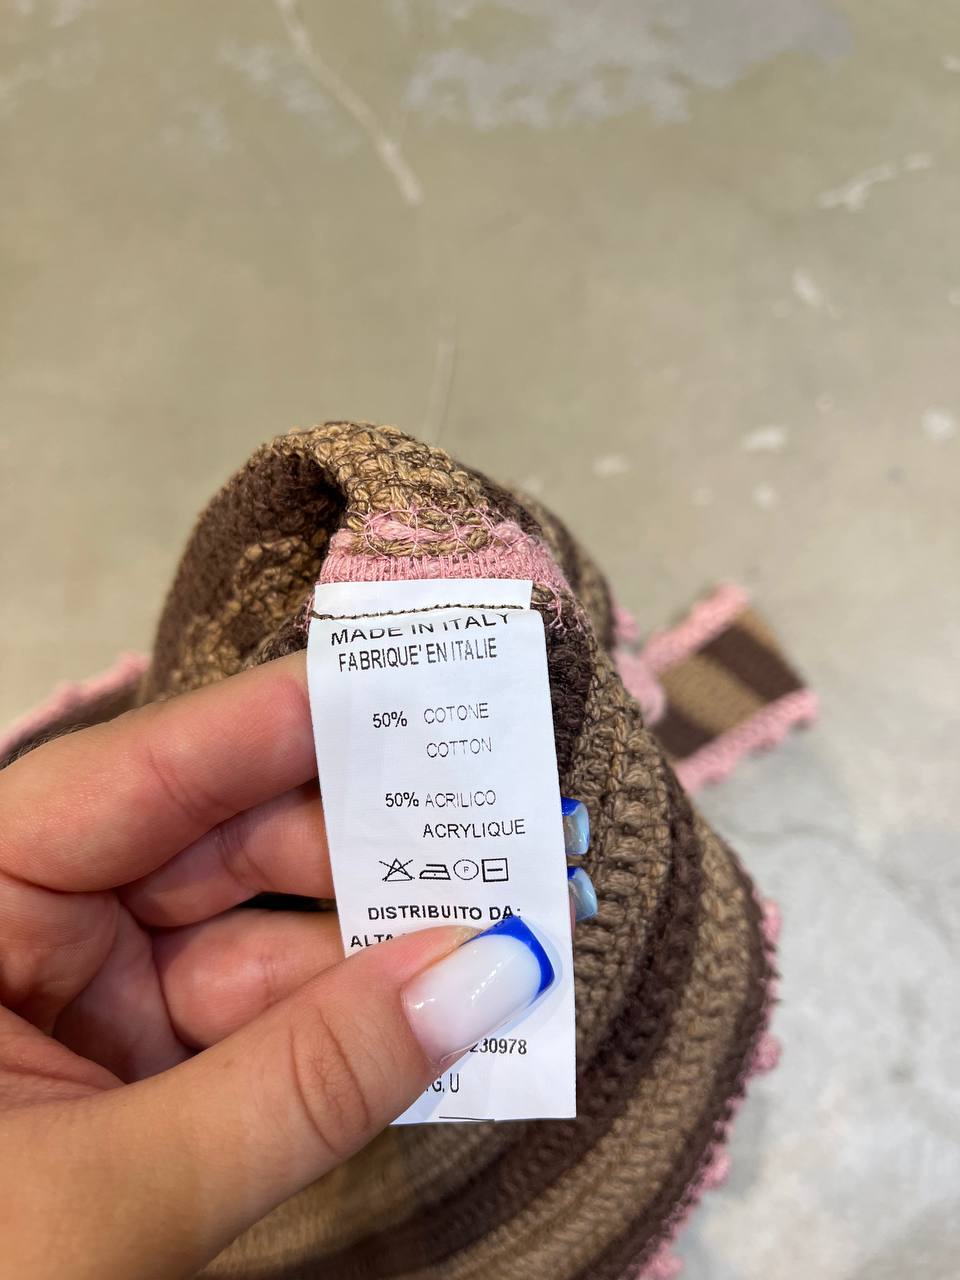 MADE IN ITALY
FABRIQUE' EN ITALIE
50% COTONE
COTTON
50% ACRILICO
ACRYLIQUE
P
DISTRIBUITO DA:
230978
U